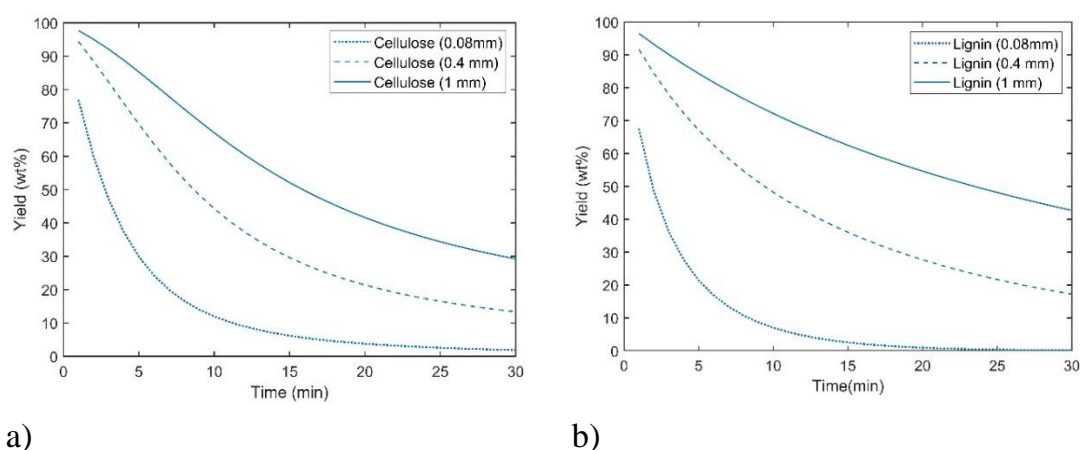 100
90
80
70
60
50
40
30
20
10
0
Yield (wt%)
0 5 10 15 20 25 30
Time (min)
Cellulose (0.08mm)
Cellulose (0.4 mm)
Cellulose (1 mm)
a)
100
90
80
70
60
50
40
30
20
10
0
Yield (wt%)
0 5 10 15 20 25 30
Time(min)
Lignin (0.08mm)
Lignin (0.4 mm)
Lignin (1 mm)
b)